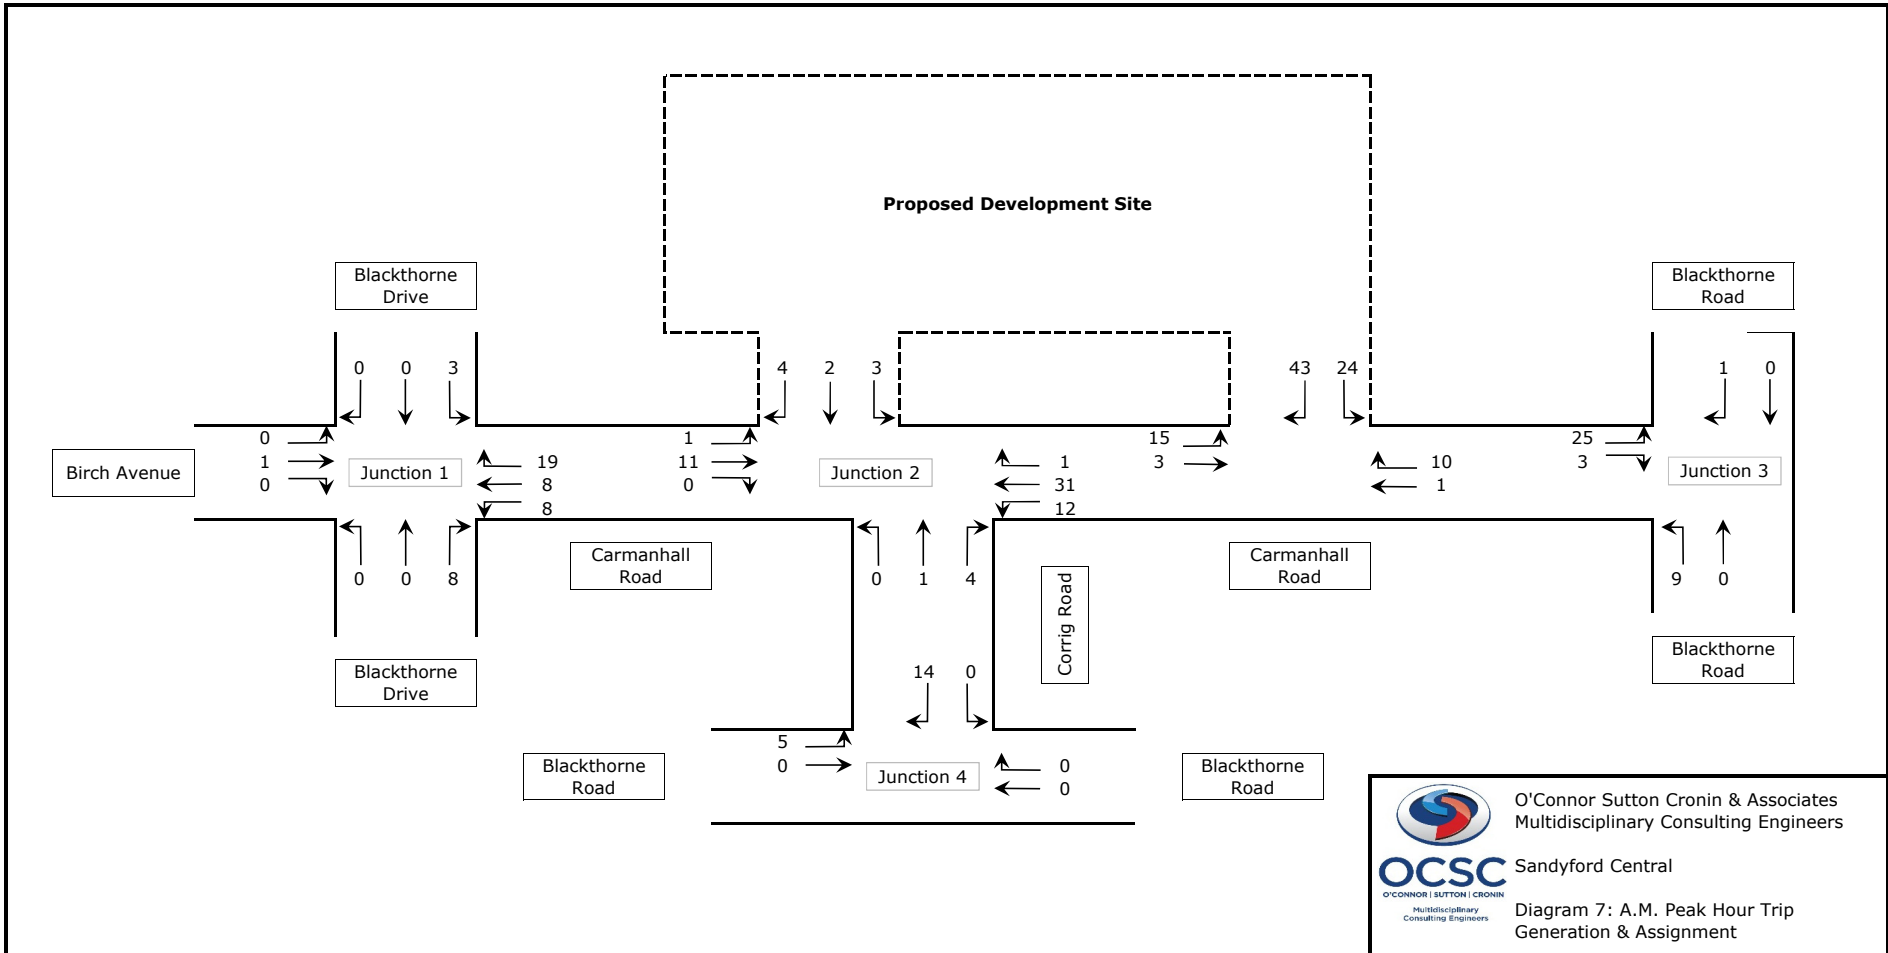 Proposed Development Site
Blackthorne
Drive
Blackthorne
Road
0 0 3
4 2 3
43 24
1 0
0
1
0
Birch Avenue
Junction 1
19
8
8
1
11
0
Junction 2
1
31
12
15
3
10
1
25
3
Junction 3
0 0 8
Carmanhall
Road
0 1 4
Corrig Road
Carmanhall
Road
9 0
Blackthorne
Drive
Blackthorne
Road
14 0
Blackthorne
Road
5
0
Junction 4
0
0
Blackthorne
Road
OCSC
O'CONNOR | SUTTON | CRONIN
Multidisciplinary
Consulting Engineers
O'Connor Sutton Cronin & Associates
Multidisciplinary Consulting Engineers
Sandyford Central
Diagram 7: A.M. Peak Hour Trip
Generation & Assignment